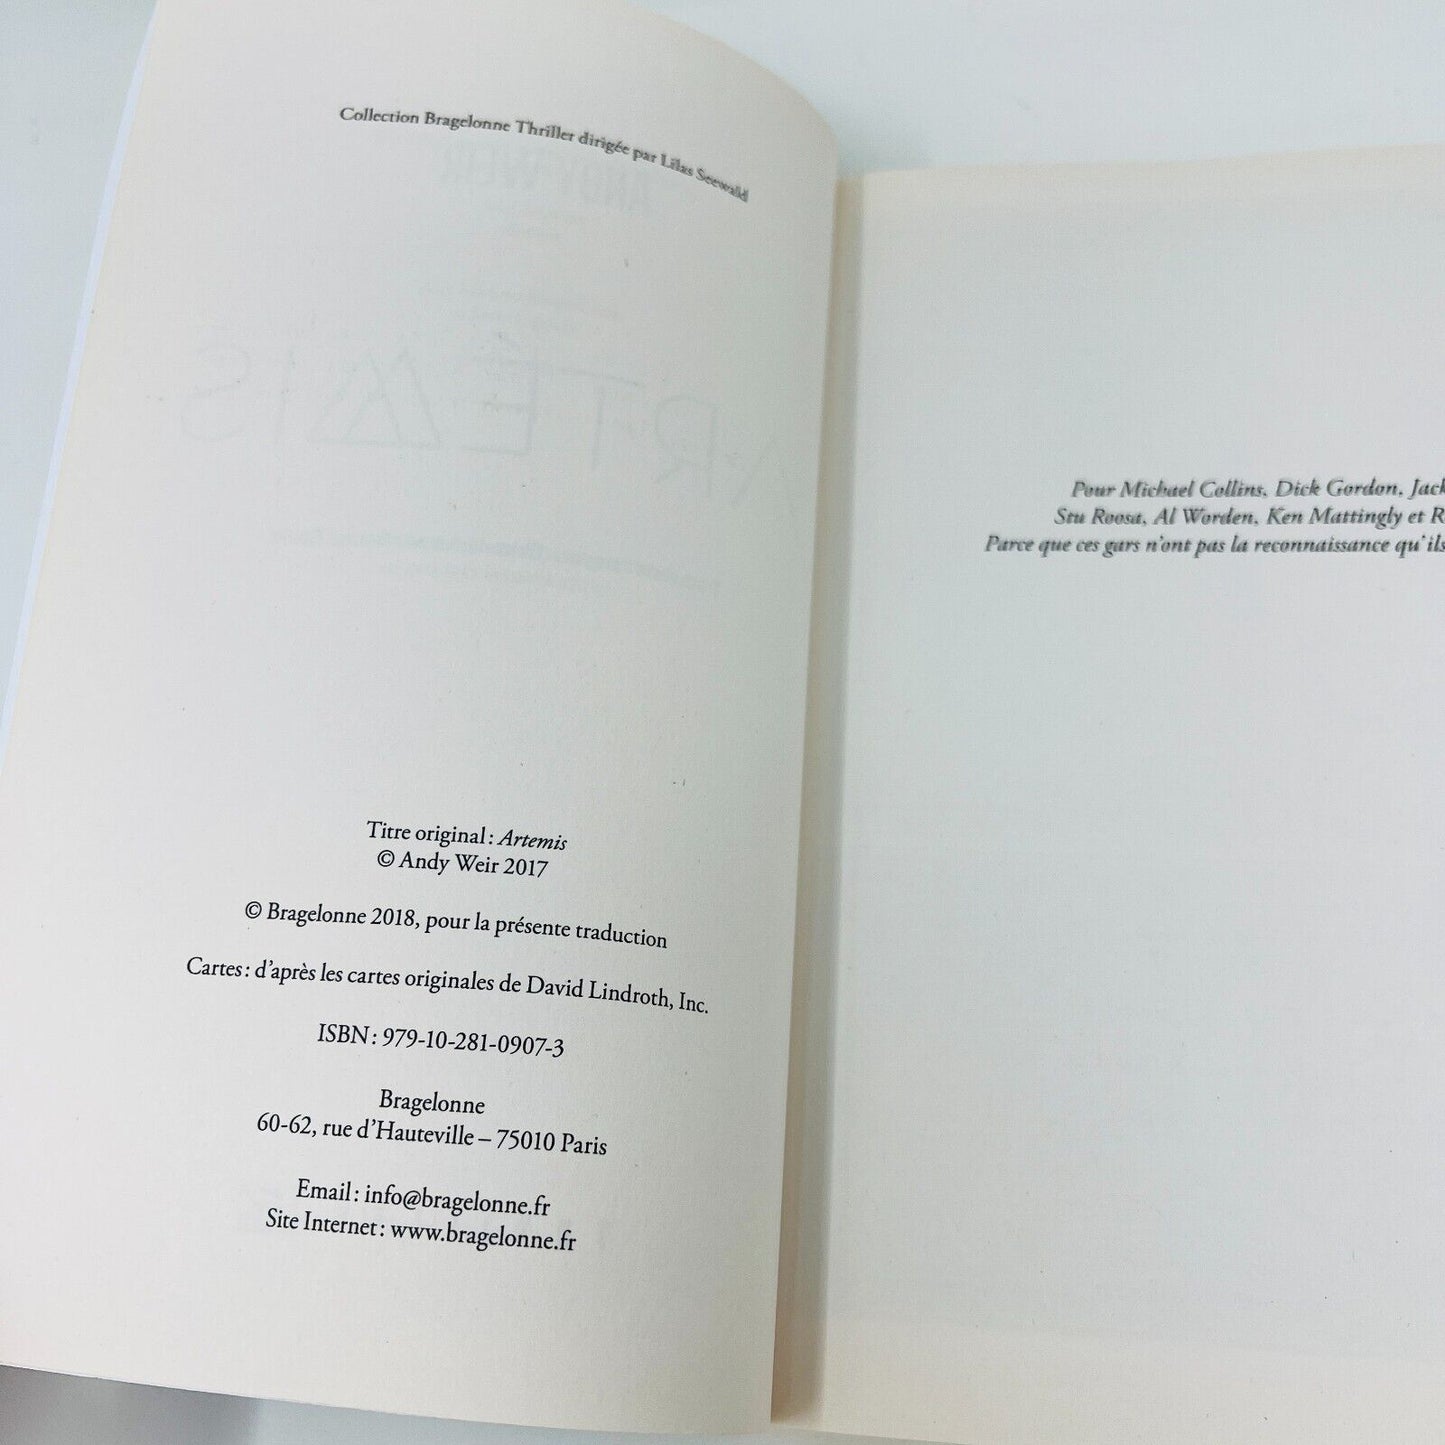 Collection Bragelonne Thriller dirigée par Lilas Seewald
Titre original : Artemis
© Andy Weir 2017
© Bragelonne 2018, pour la présente traduction
Cartes : d'après les cartes originales de David Lindroth, Inc.
ISBN : 979-10-281-0907-3
Bragelonne
60-62, rue d'Hauteville – 75010 Paris
Email : info@bragelonne.fr
Site Internet : www.bragelonne.fr
Pour Michael Collins, Dick Gordon, Jack
Stu Roosa, Al Worden, Ken Mattingly et R
Parce que ces gars n'ont pas la reconnaissance qu'ils